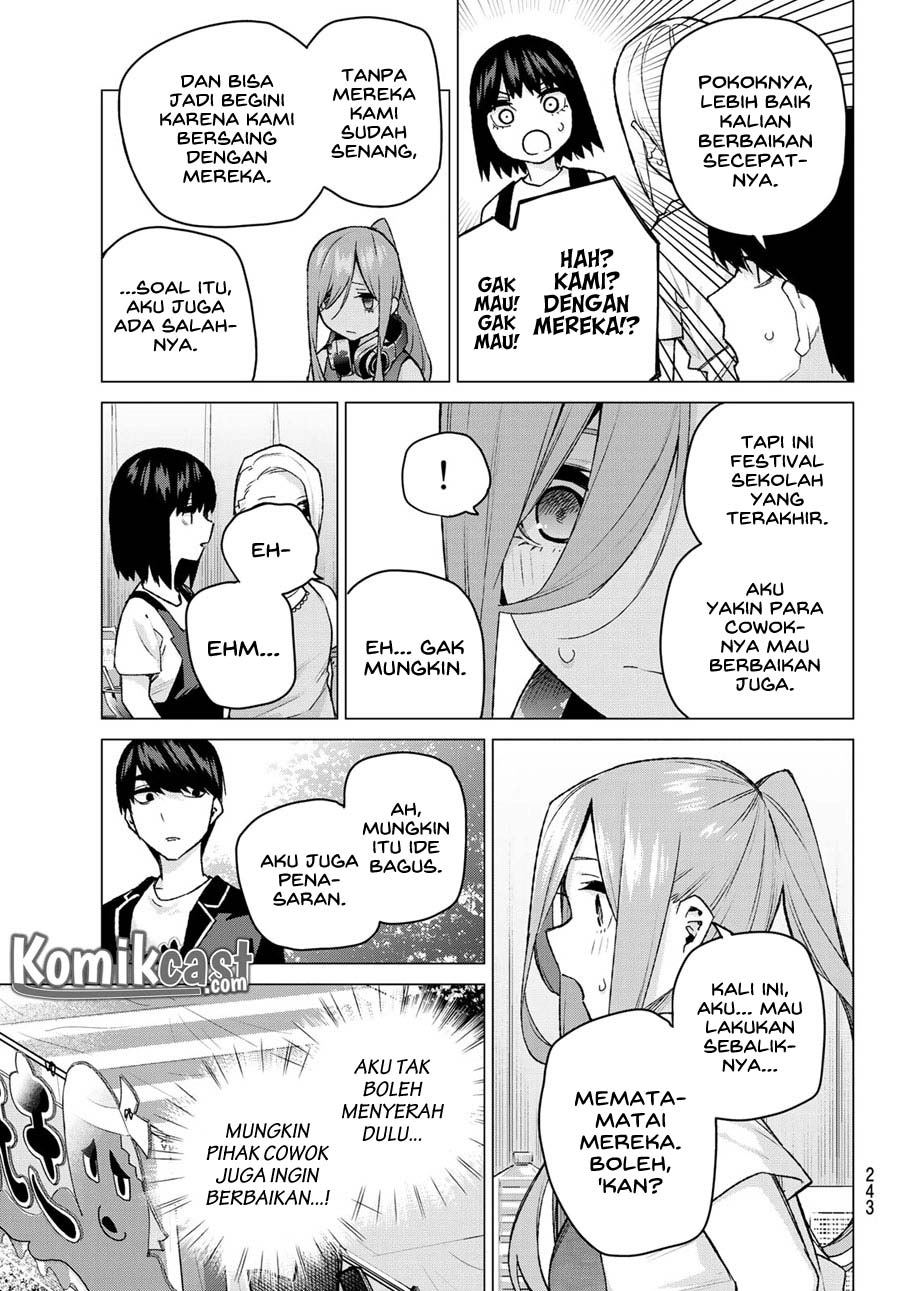 POKOKNYA,
LEBIH BAIK
KALIAN
BERBAIKAN
SECEPAT-
NYA.
HAH?
KAMI?
DENGAN
MEREKA!?
GAK
MAU!
GAK
MAU!
TANPA
MEREKA
KAMI
SUDAH
SENANG,
DAN BISA
JADI BEGINI
KARENA KAMI
BERSAING
DENGAN
MEREKA.
...SOAL ITU,
AKU JUGA
ADA SALAH-
NYA.
TAPI INI
FESTIVAL
SEKOLAH
YANG
TERAKHIR.
AKU
YAKIN PARA
COWOK-
NYA MAU
BERBAIKAN
JUGA.
!
EH... GAK
MUNGKIN.
EH-
EHM...
KALI INI,
AKU... MAU
LAKUKAN
SEBALIK-
NYA...
MEMATA-
MATAI
MEREKA.
BOLEH,
'KAN?
AH,
MUNGKIN
ITU IDE
BAGUS.
AKU JUGA
PENA-
SARAN.
Komikcast
.com
AKU TAK
BOLEH
MENYERAH
DULU...
MUNGKIN
PIHAK COWOK
JUGA INGIN
BERBAIKAN...!
243